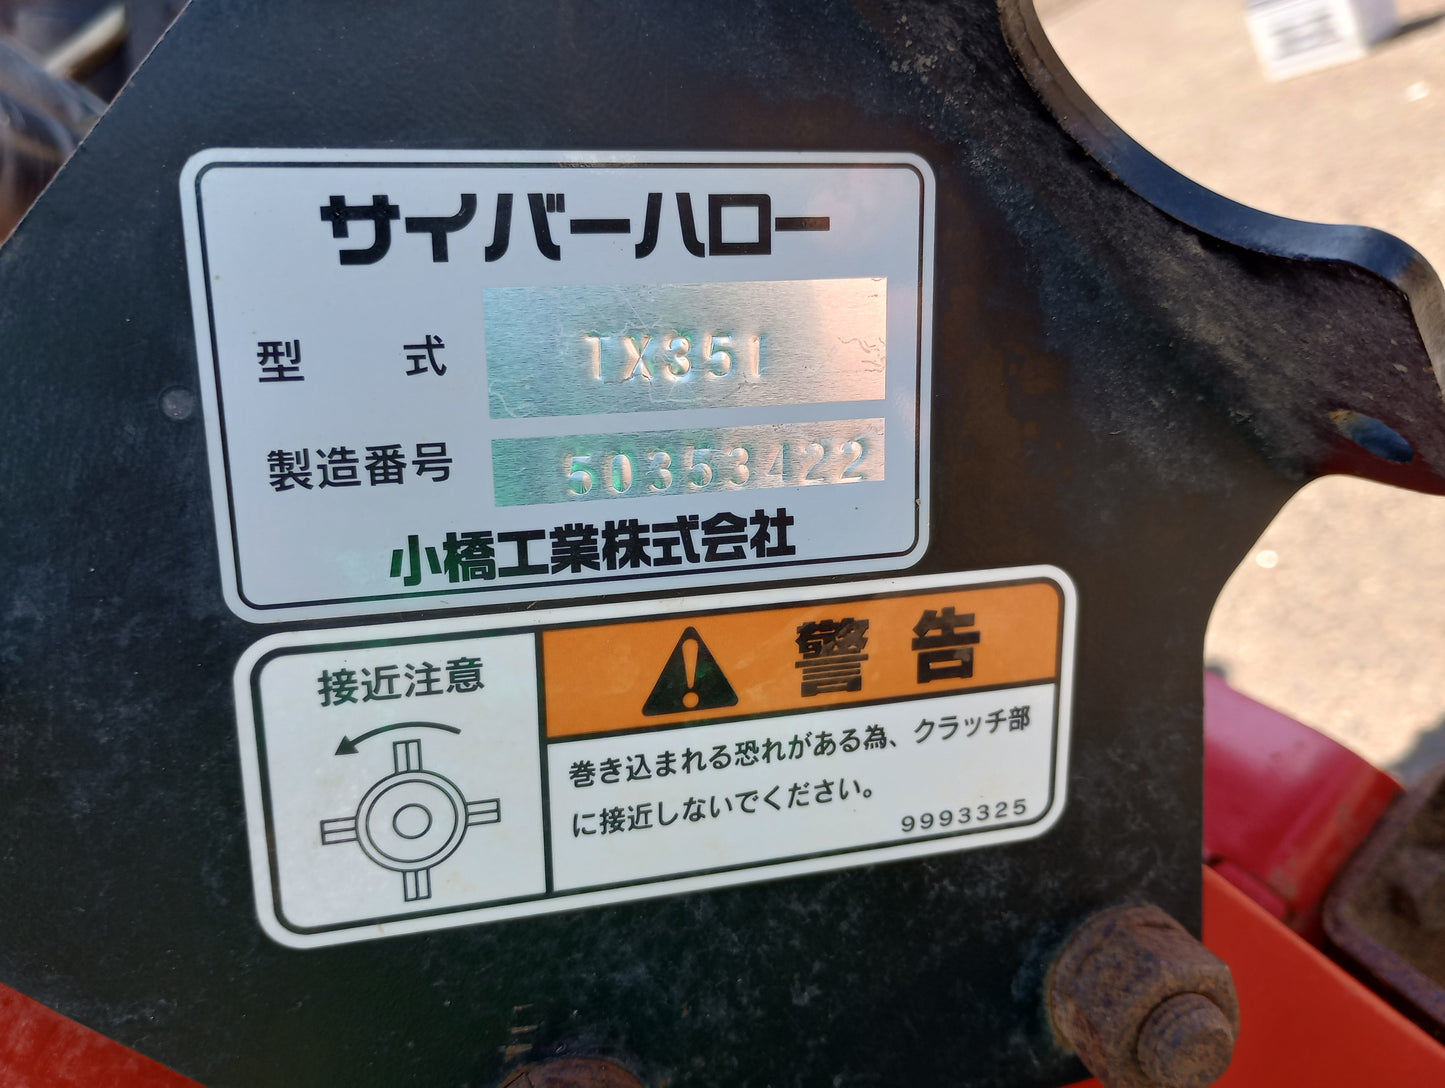 サイバーハロー
型式 TX351
製造番号 50353422
小橋工業株式会社
接近注意
警告
巻き込まれる恐れがある為、クラッチ部
に接近しないでください。
9993325